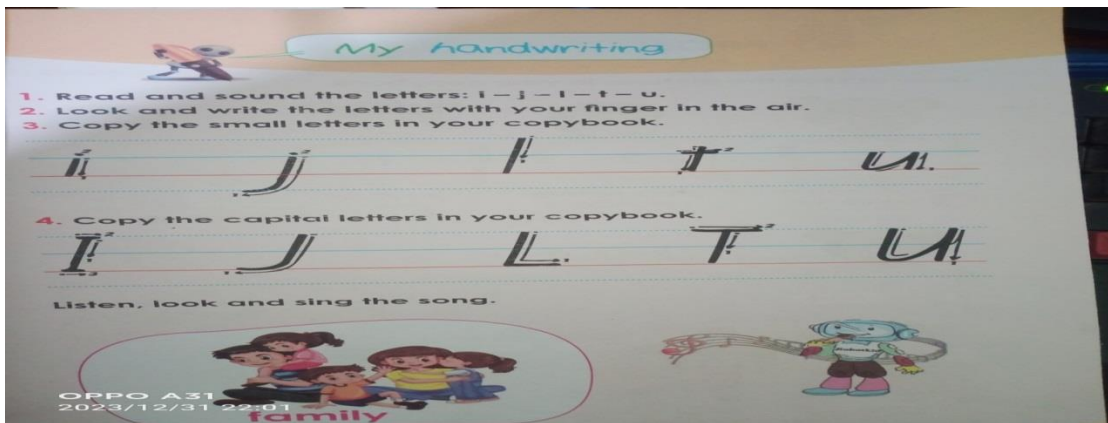 My handwriting
1. Read and sound the letters: i – j – l – t – u.
2. Look and write the letters with your finger in the air.
3. Copy the small letters in your copybook.
i j l t u
4. Copy the capital letters in your copybook.
I J L T U
Listen, look and sing the song.
family
OPPO A31
2023/12/31 22:01